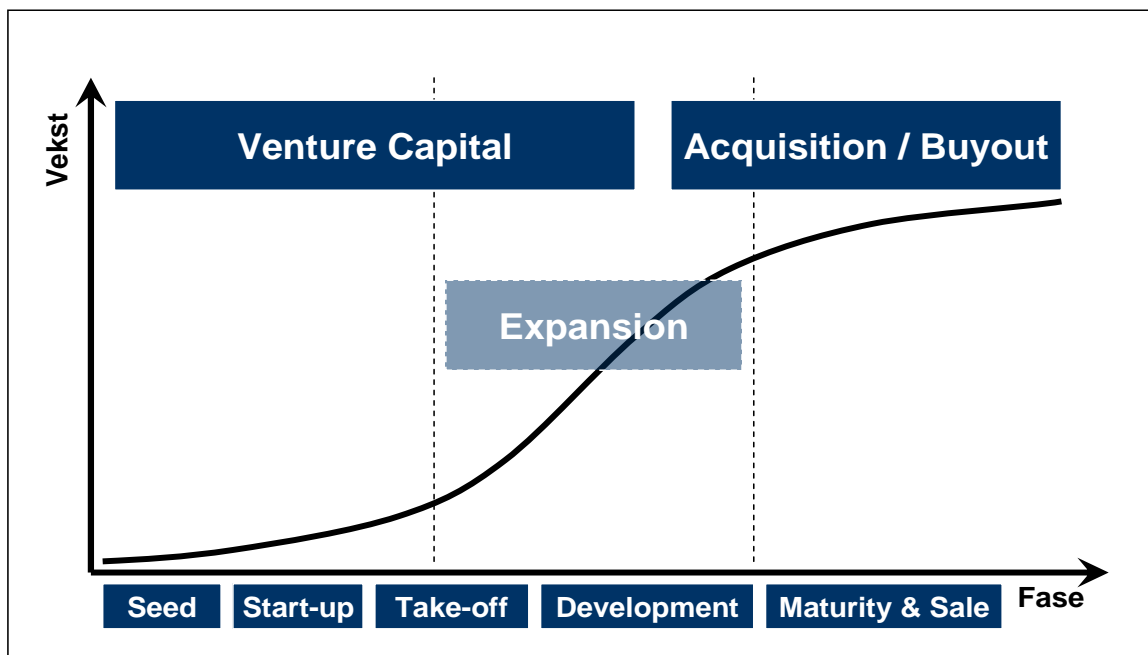 Vekst
Venture Capital
Acquisition / Buyout
Expansion
Seed
Start-up
Take-off
Development
Maturity & Sale
Fase